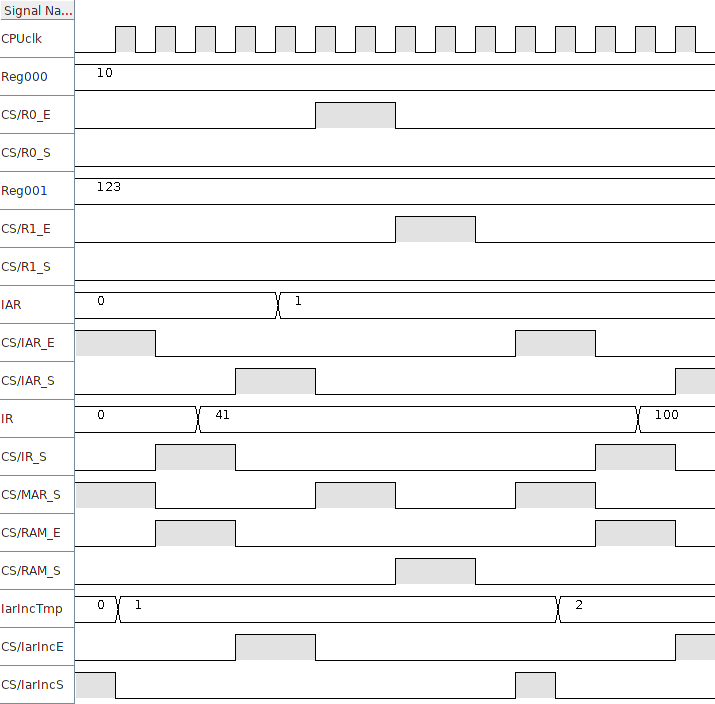 Signal Na...
CPUclk
Reg000 10
CS/R0_E
CS/R0_S
Reg001 123
CS/R1_E
CS/R1_S
IAR 0 1
CS/IAR_E
CS/IAR_S
IR 0 41 100
CS/IR_S
CS/MAR_S
CS/RAM_E
CS/RAM_S
IarIncTmp 0 1 2
CS/IarIncE
CS/IarIncS